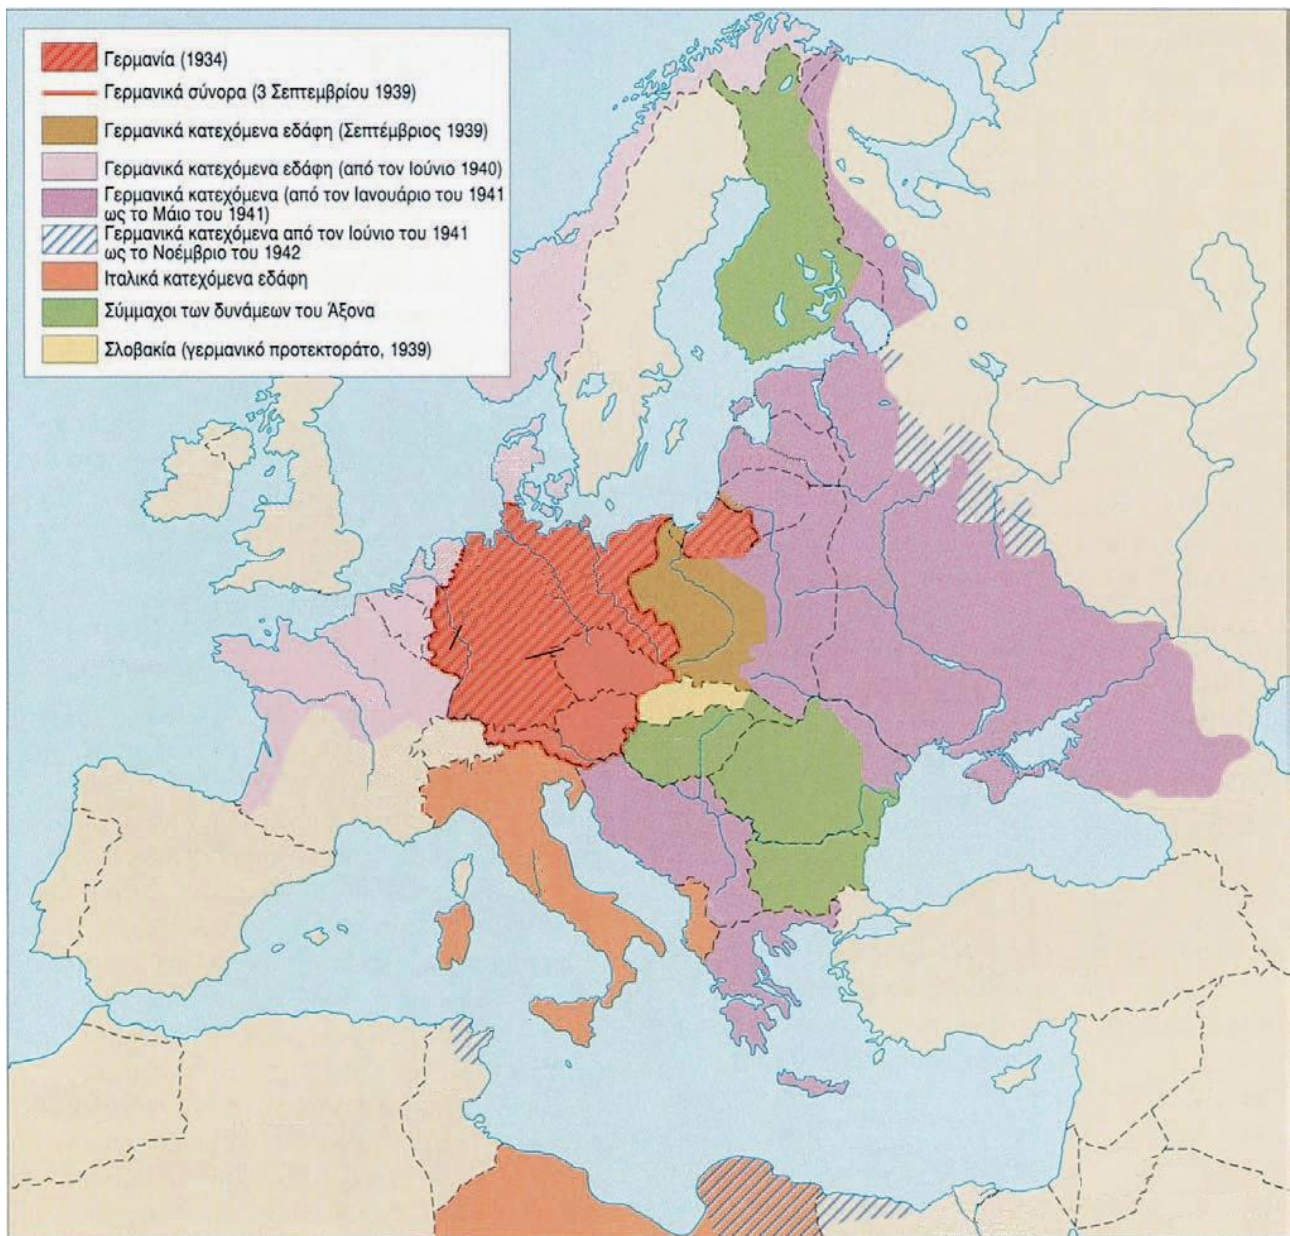 Γερμανία (1934)
Γερμανικά σύνορα (3 Σεπτεμβρίου 1939)
Γερμανικά κατεχόμενα εδάφη (Σεπτέμβριος 1939)
Γερμανικά κατεχόμενα εδάφη (από τον Ιούνιο 1940)
Γερμανικά κατεχόμενα (από τον Ιανουάριο του 1941
ως το Μάιο του 1941)
Γερμανικά κατεχόμενα από τον Ιούνιο του 1941
ως το Νοέμβριο του 1942
Ιταλικά κατεχόμενα εδάφη
Σύμμαχοι των δυνάμεων του Άξονα
Σλοβακία (γερμανικό προτεκτοράτο, 1939)